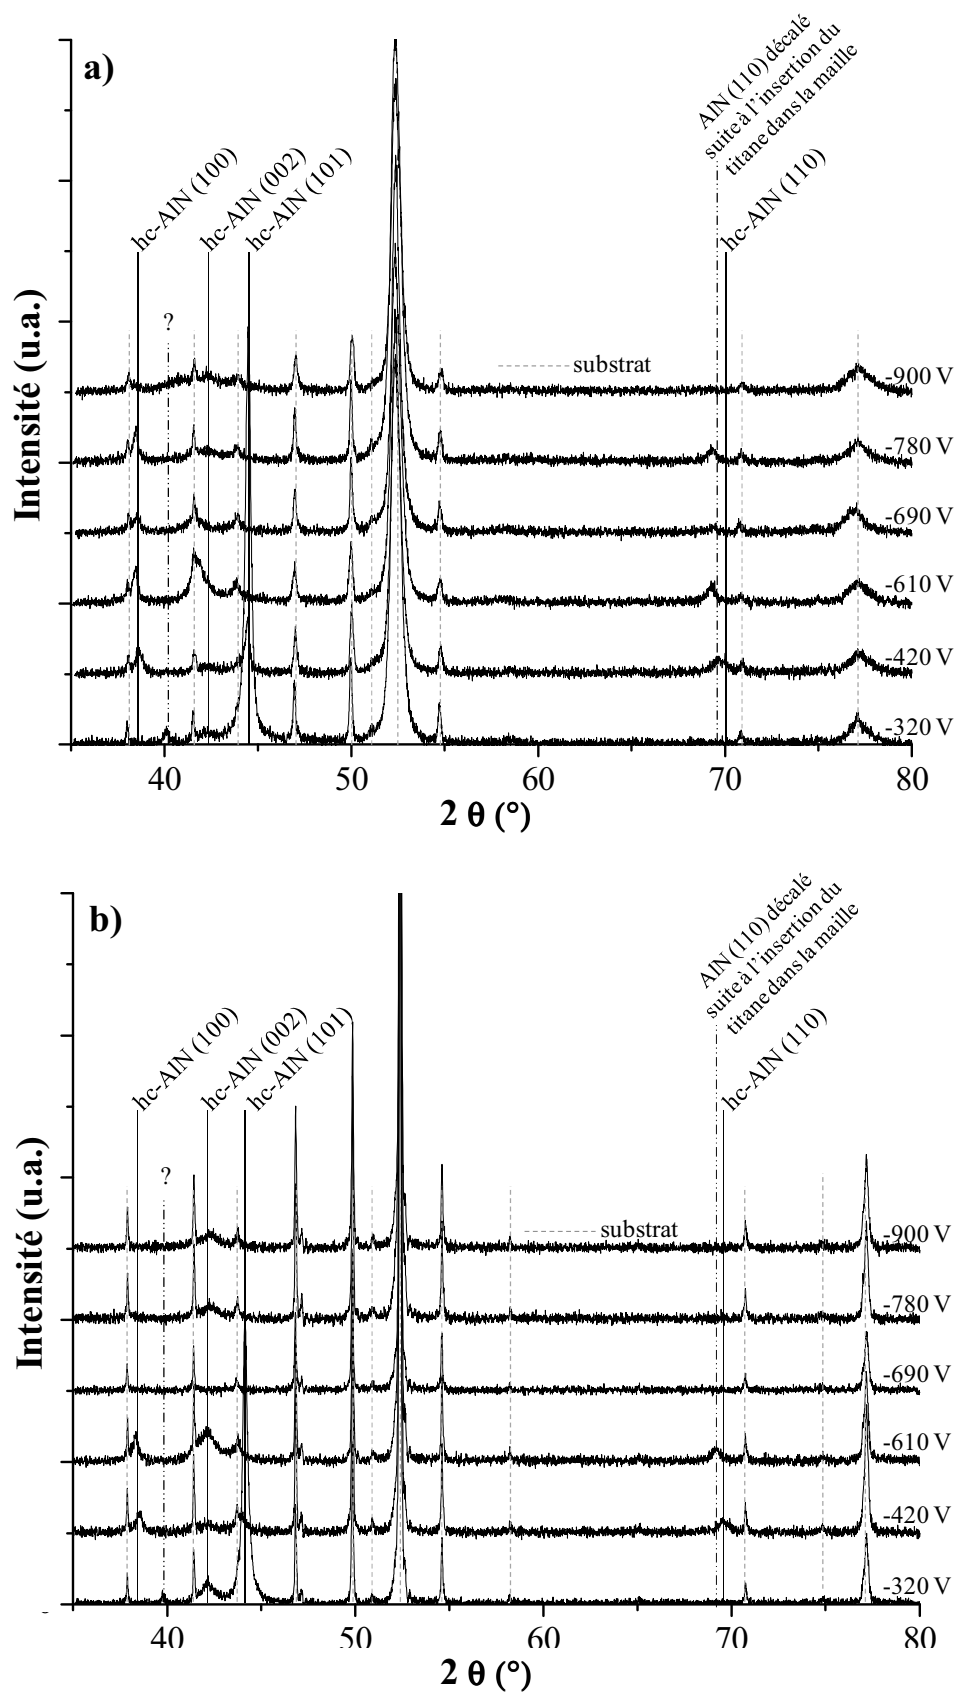 a)
AlN (110) décalé
suite à l'insertion du
titane dans la maille
hc-AlN (100)
hc-AlN (002)
hc-AlN (101)
hc-AlN (110)
?
substrat
-900 V
-780 V
-690 V
-610 V
-420 V
-320 V
Intensité (u.a.)
40 50 60 70 80
2 θ (°)
b)
AlN (110) décalé
suite à l'insertion du
titane dans la maille
hc-AlN (100)
hc-AlN (002)
hc-AlN (101)
hc-AlN (110)
?
substrat
-900 V
-780 V
-690 V
-610 V
-420 V
-320 V
Intensité (u.a.)
40 50 60 70 80
2 θ (°)